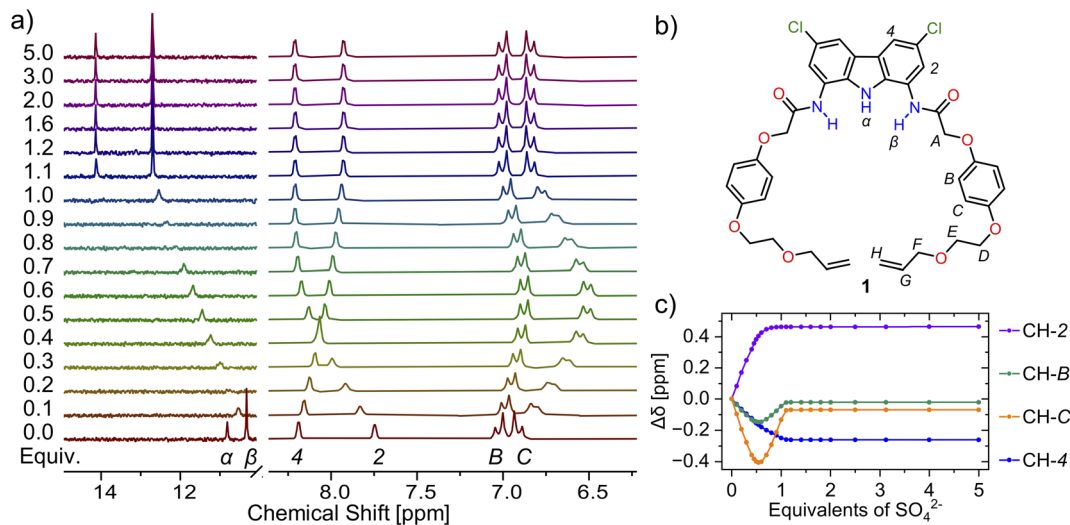 a)
5.0
3.0
2.0
1.6
1.2
1.1
1.0
0.9
0.8
0.7
0.6
0.5
0.4
0.3
0.2
0.1
0.0
Equiv.
α β 4 2 B C
14 12 8.0 7.5 7.0 6.5
Chemical Shift [ppm]
b)
Cl 4 Cl
2
O N N N O
H H H
α β
O A O
B
C
O O
E
H F D
O G O
1
c)
0.4
0.2
0.0
−0.2
−0.4
Δδ [ppm]
0 1 2 3 4 5
Equivalents of SO₄²⁻
CH-2
CH-B
CH-C
CH-4